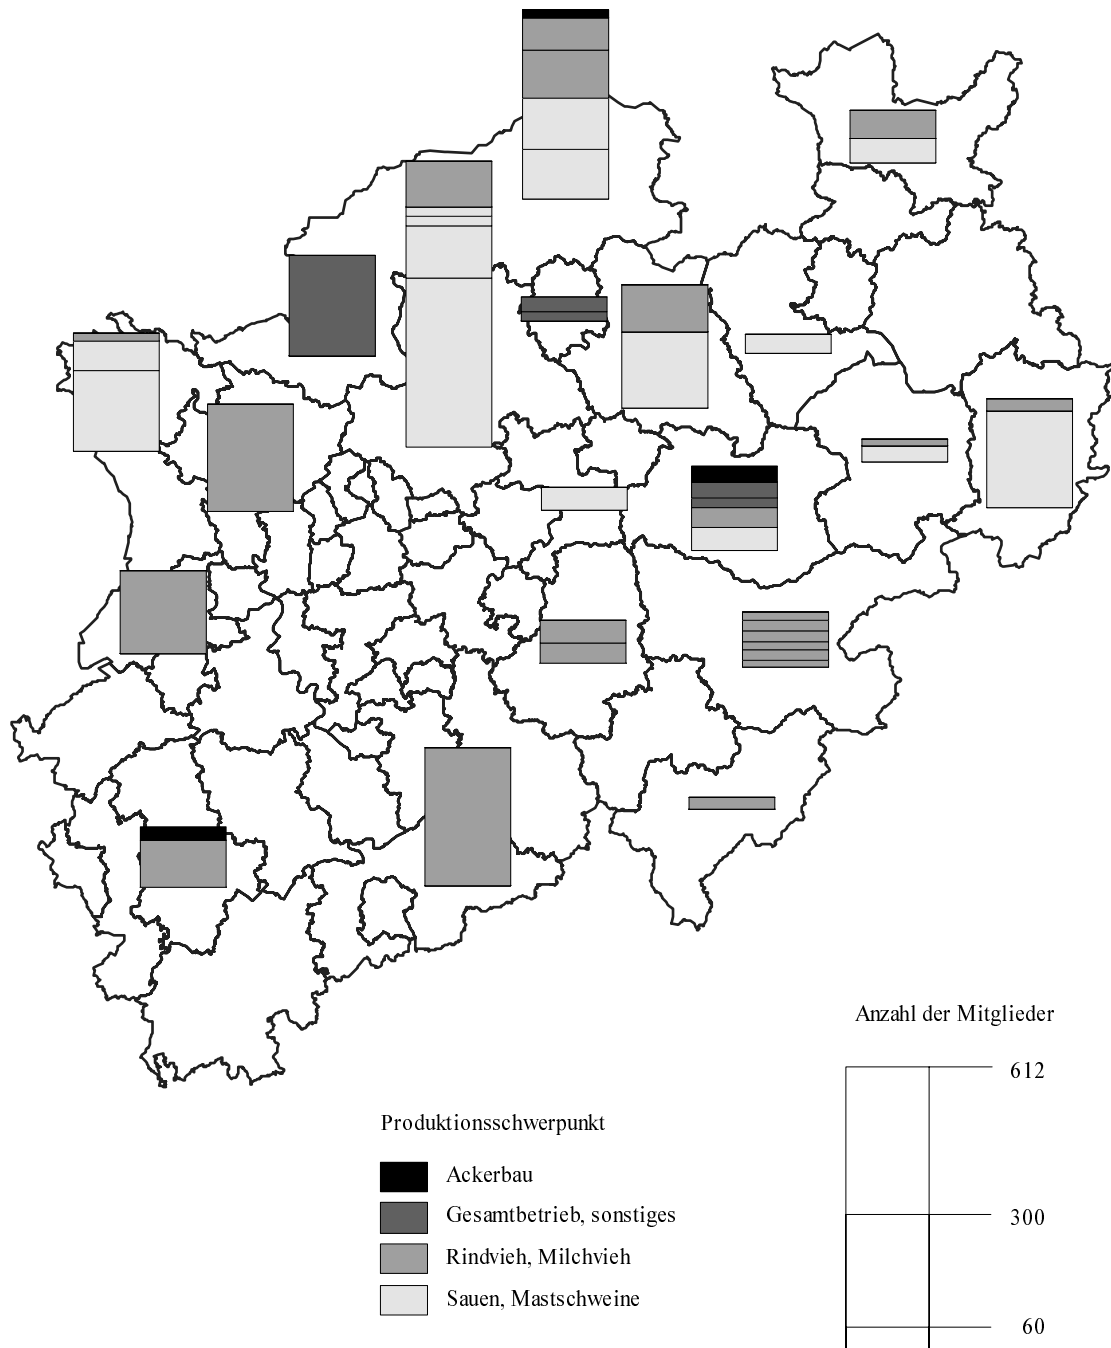 Anzahl der Mitglieder
612
300
60
Produktionsschwerpunkt
Ackerbau
Gesamtbetrieb, sonstiges
Rindvieh, Milchvieh
Sauen, Mastschweine